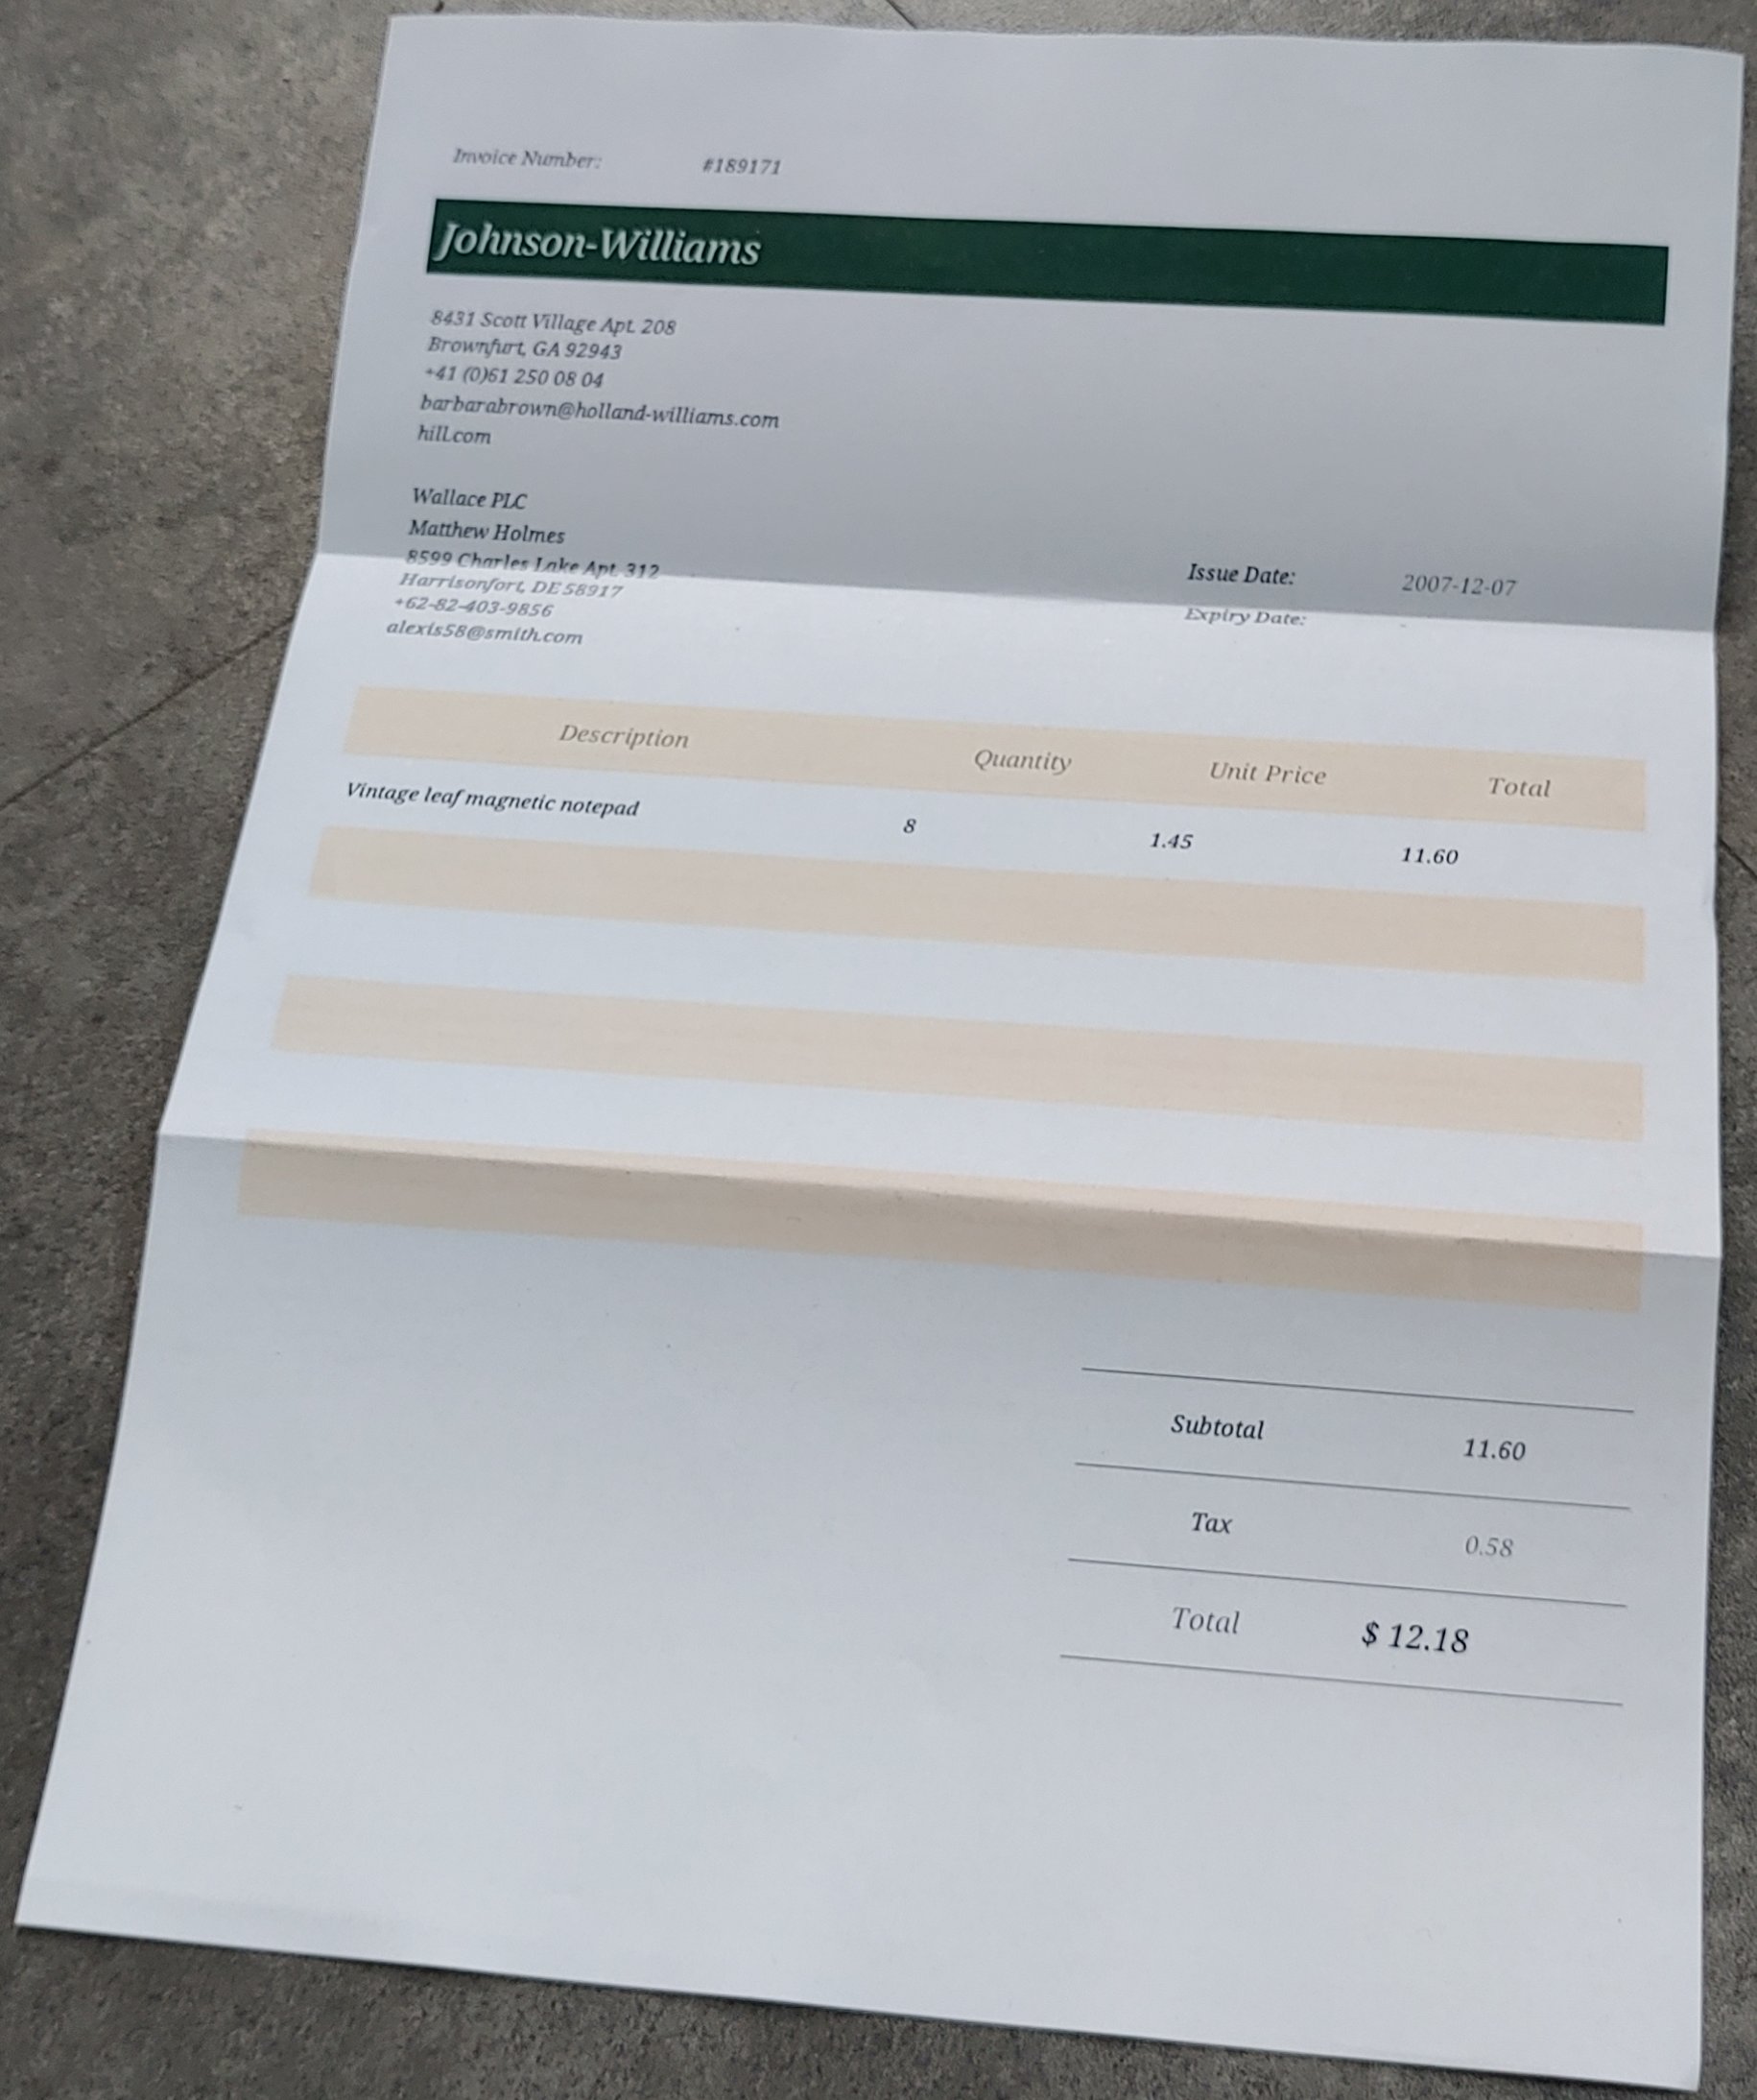 Invoice Number: #189171
Johnson-Williams
8431 Scott Village Apt. 208
Brownfurt, GA 92943
+41 (0)61 250 08 04
barbarabrown@holland-williams.com
hill.com
Wallace PLC
Matthew Holmes
8599 Charles Lake Apt. 312
Harrisonfort, DE 58917
+62-82-403-9856
alexis58@smith.com
Issue Date: 2007-12-07
Expiry Date:
Description Quantity Unit Price Total
Vintage leaf magnetic notepad 8 1.45 11.60
Subtotal 11.60
Tax 0.58
Total $ 12.18